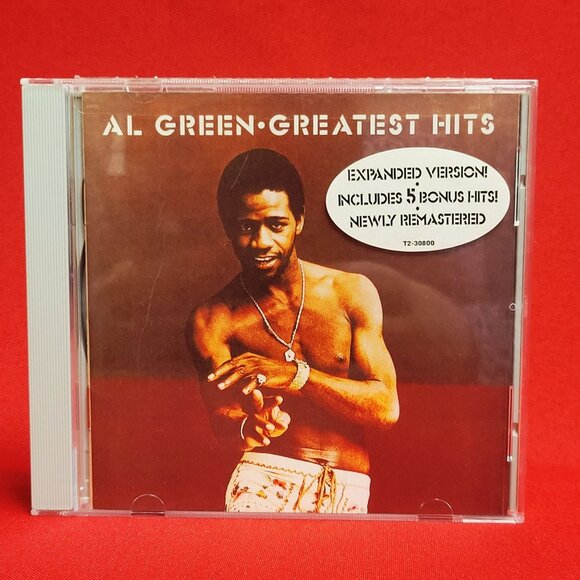 AL GREEN•GREATEST HITS
EXPANDED VERSION!
•
INCLUDES 5 BONUS HITS!
•
NEWLY REMASTERED
T2-30800